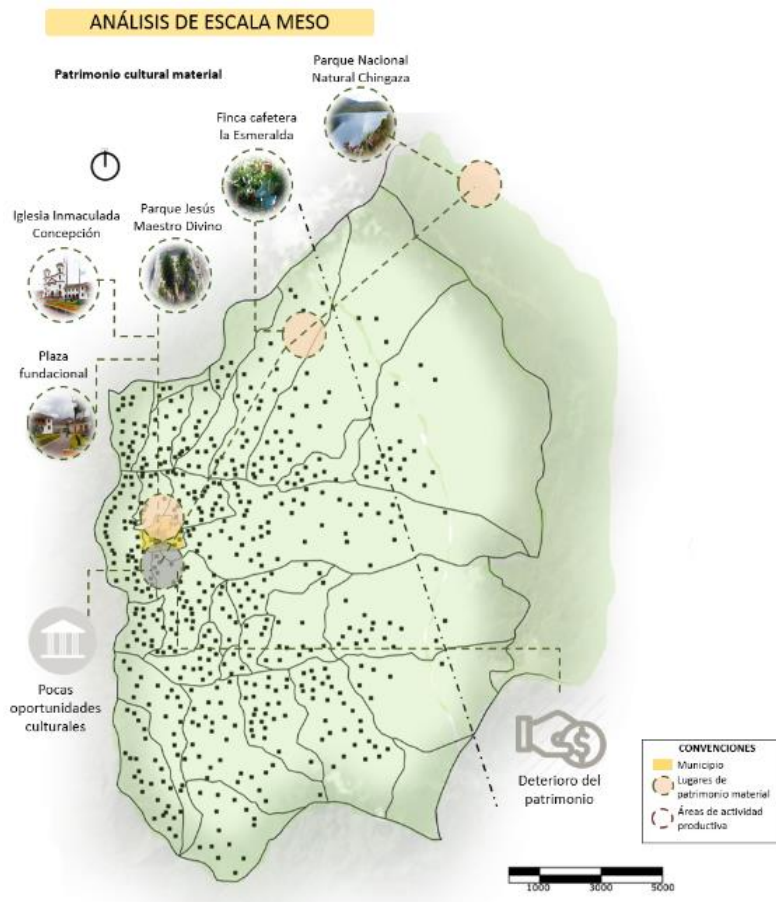 ANÁLISIS DE ESCALA MESO
Patrimonio cultural material
Parque Nacional
Natural Chingaza
Finca cafetera
la Esmeralda
Iglesia Inmaculada
Concepción
Parque Jesús
Maestro Divino
Plaza
fundacional
Pocas
oportunidades
culturales
Deterioro del
patrimonio
CONVENCIONES
Municipio
Lugares de
patrimonio material
Áreas de actividad
productiva
1000 3000 5000